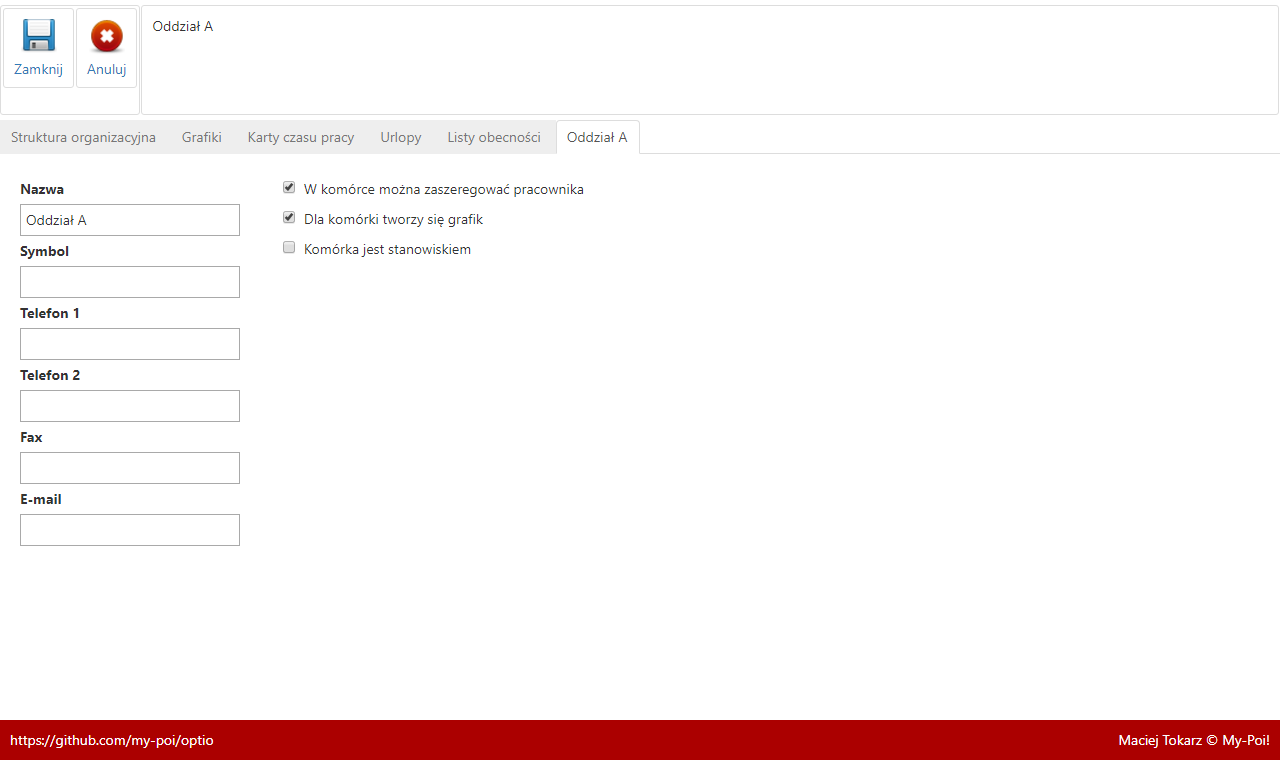 Zamknij
Anuluj
Oddział A
Struktura organizacyjna
Grafiki
Karty czasu pracy
Urlopy
Listy obecności
Oddział A
Nazwa
Oddział A
Symbol
Telefon 1
Telefon 2
Fax
E-mail
W komórce można zaszeregować pracownika
Dla komórki tworzy się grafik
Komórka jest stanowiskiem
https://github.com/my-poi/optio
Maciej Tokarz © My-Poi!